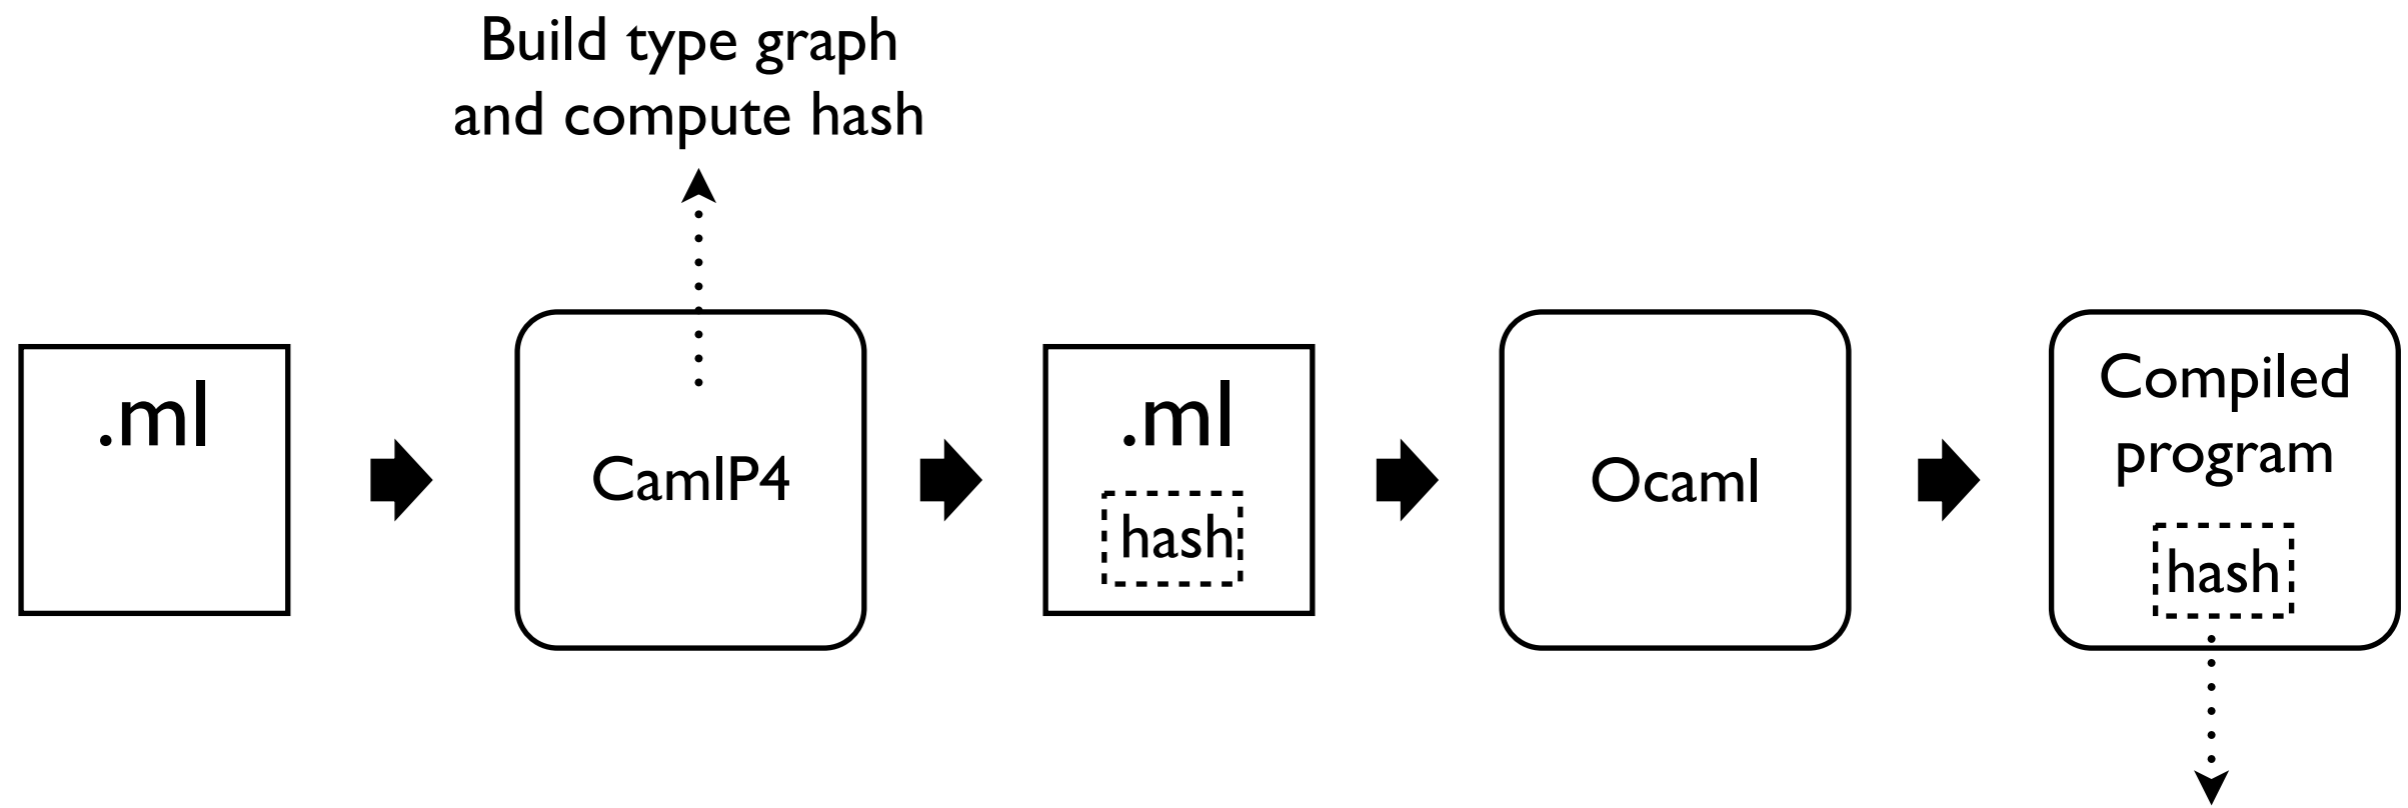 Build type graph
and compute hash
.ml
CamlP4
.ml
hash
Ocaml
Compiled
program
hash